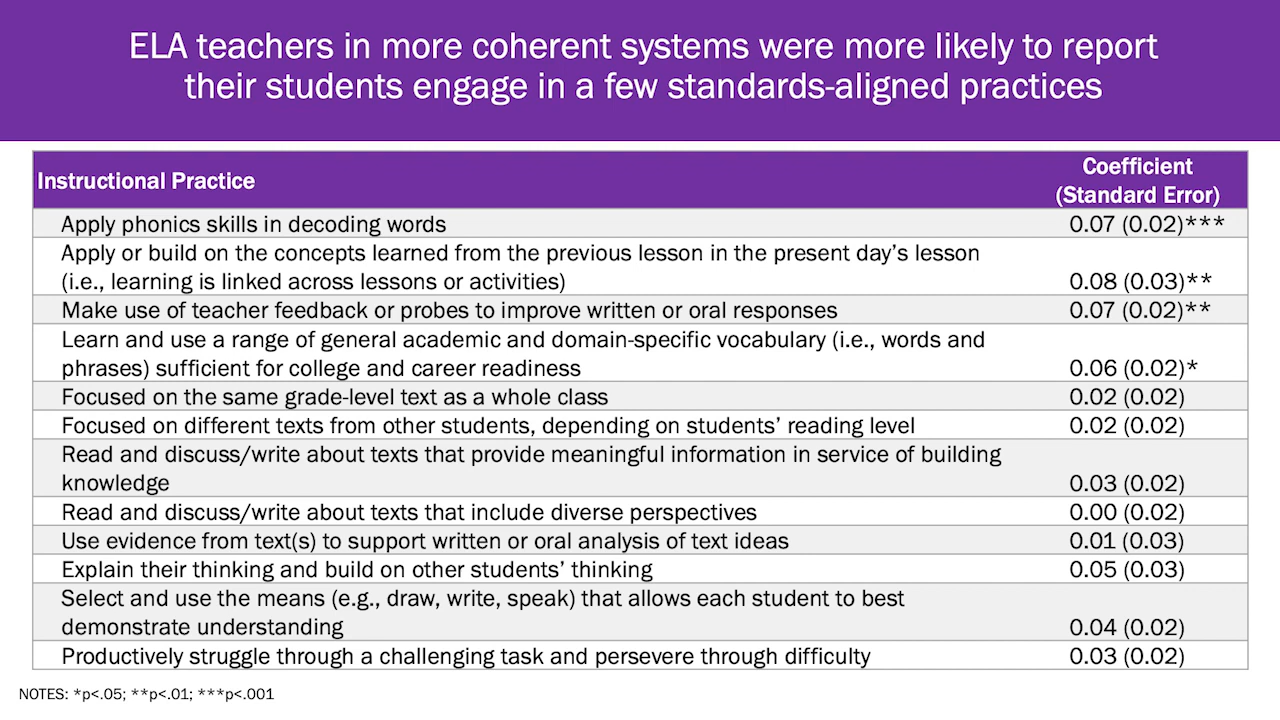 ELA teachers in more coherent systems were more likely to report
their students engage in a few standards-aligned practices
Instructional Practice
Coefficient
(Standard Error)
Apply phonics skills in decoding words
0.07 (0.02)***
Apply or build on the concepts learned from the previous lesson in the present day’s lesson
(i.e., learning is linked across lessons or activities)
0.08 (0.03)**
Make use of teacher feedback or probes to improve written or oral responses
0.07 (0.02)**
Learn and use a range of general academic and domain-specific vocabulary (i.e., words and
phrases) sufficient for college and career readiness
0.06 (0.02)*
Focused on the same grade-level text as a whole class
0.02 (0.02)
Focused on different texts from other students, depending on students’ reading level
0.02 (0.02)
Read and discuss/write about texts that provide meaningful information in service of building
knowledge
0.03 (0.02)
Read and discuss/write about texts that include diverse perspectives
0.00 (0.02)
Use evidence from text(s) to support written or oral analysis of text ideas
0.01 (0.03)
Explain their thinking and build on other students’ thinking
0.05 (0.03)
Select and use the means (e.g., draw, write, speak) that allows each student to best
demonstrate understanding
0.04 (0.02)
Productively struggle through a challenging task and persevere through difficulty
0.03 (0.02)
NOTES: *p<.05; **p<.01; ***p<.001